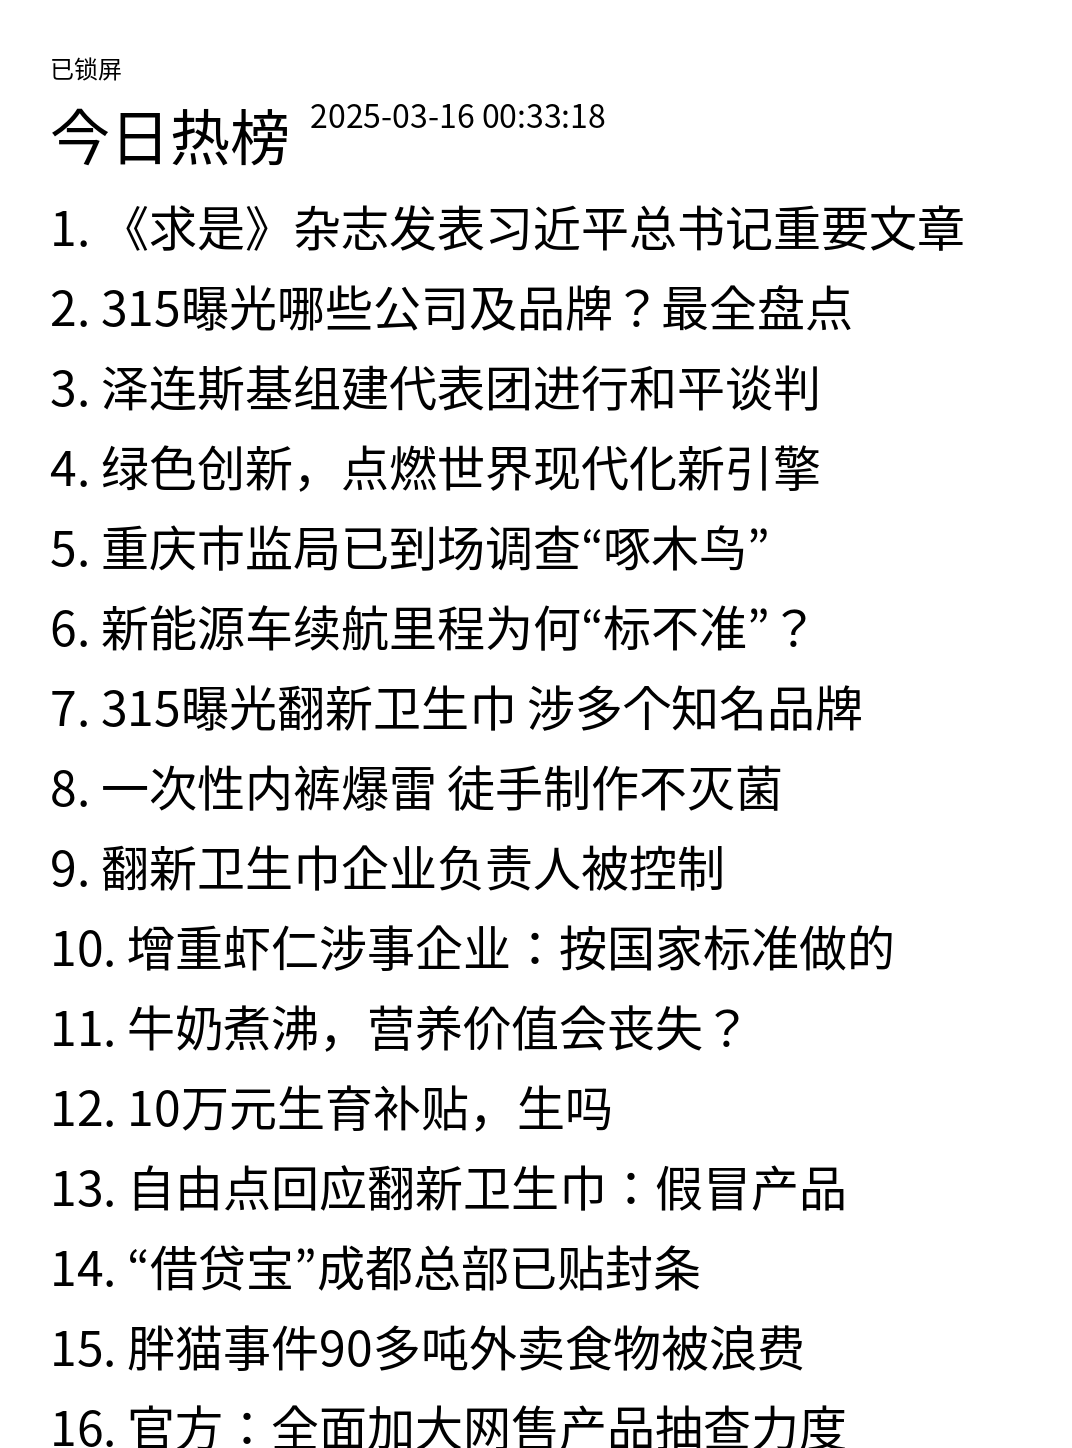 已锁屏
今日热榜 2025-03-16 00:33:18
1. 《求是》杂志发表习近平总书记重要文章
2. 315曝光哪些公司及品牌？最全盘点
3. 泽连斯基组建代表团进行和平谈判
4. 绿色创新，点燃世界现代化新引擎
5. 重庆市监局已到场调查“啄木鸟”
6. 新能源车续航里程为何“标不准”？
7. 315曝光翻新卫生巾 涉多个知名品牌
8. 一次性内裤爆雷 徒手制作不灭菌
9. 翻新卫生巾企业负责人被控制
10. 增重虾仁涉事企业：按国家标准做的
11. 牛奶煮沸，营养价值会丧失？
12. 10万元生育补贴，生吗
13. 自由点回应翻新卫生巾：假冒产品
14. “借贷宝”成都总部已贴封条
15. 胖猫事件90多吨外卖食物被浪费
16. 官方：全面加大网售产品抽查力度